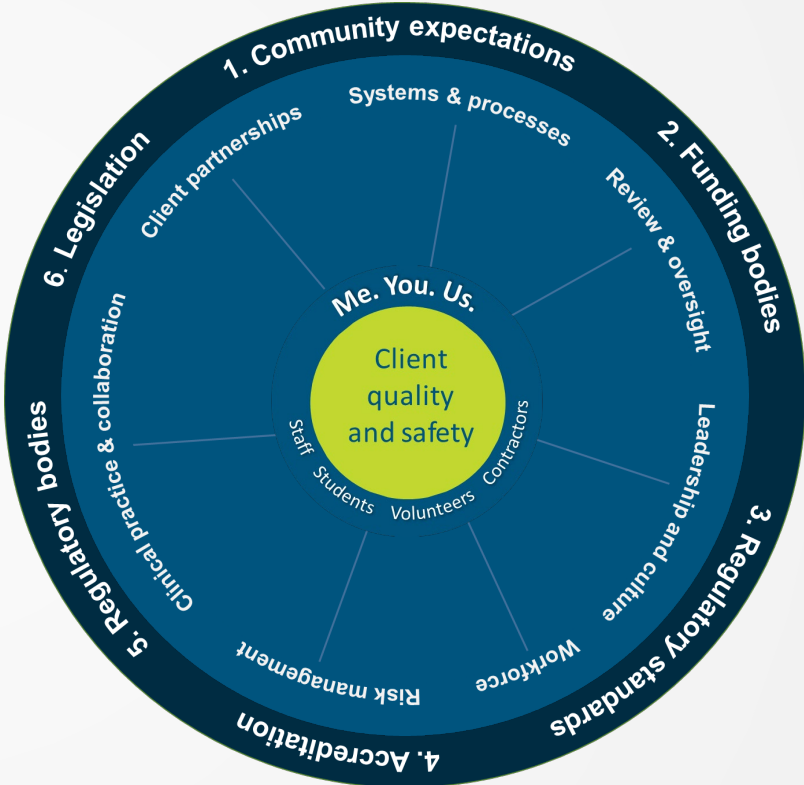 1. Community expectations
2. Funding bodies
3. Regulatory standards
4. Accreditation
5. Regulatory bodies
6. Legislation
Systems & processes
Review & oversight
Leadership and culture
Workforce
Risk management
Clinical practice & collaboration
Client partnerships
Me. You. Us.
Client
quality
and safety
Staff
Students
Volunteers
Contractors